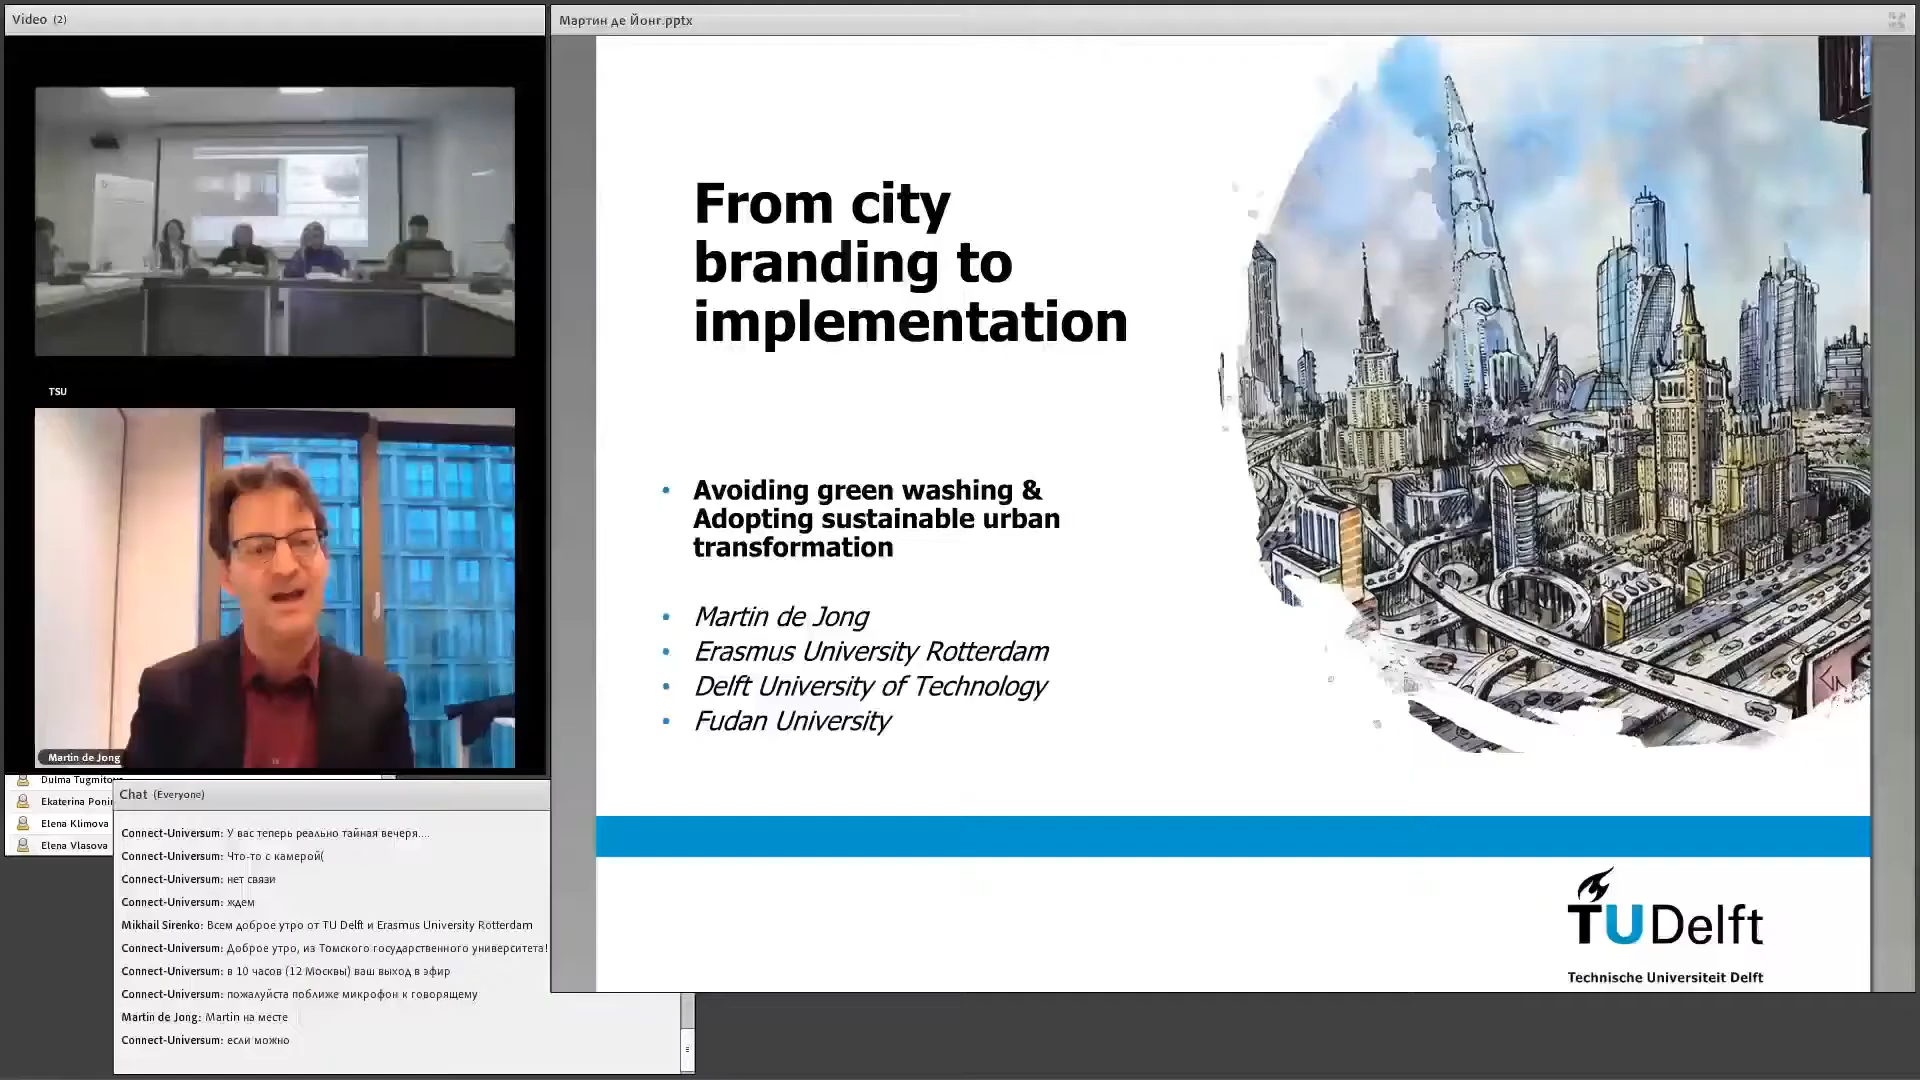 Video (2)
TSU
Martin de Jong
Dulma Tugmitova
Ekaterina Ponin
Elena Klimova
Elena Vlasova
Chat (Everyone)
Connect-Universum: У вас теперь реально тайная вечеря....
Connect-Universum: Что-то с камерой(
Connect-Universum: нет связи
Connect-Universum: ждем
Mikhail Sirenko: Всем доброе утро от TU Delft и Erasmus University Rotterdam
Connect-Universum: Доброе утро, из Томского государственного университета!
Connect-Universum: в 10 часов (12 Москвы) ваш выход в эфир
Connect-Universum: пожалуйста поближе микрофон к говорящему
Martin de Jong: Martin на месте
Connect-Universum: если можно
Мартин де Йонг.pptx
From city
branding to
implementation
• Avoiding green washing &
Adopting sustainable urban
transformation
• Martin de Jong
• Erasmus University Rotterdam
• Delft University of Technology
• Fudan University
TUDelft
Technische Universiteit Delft